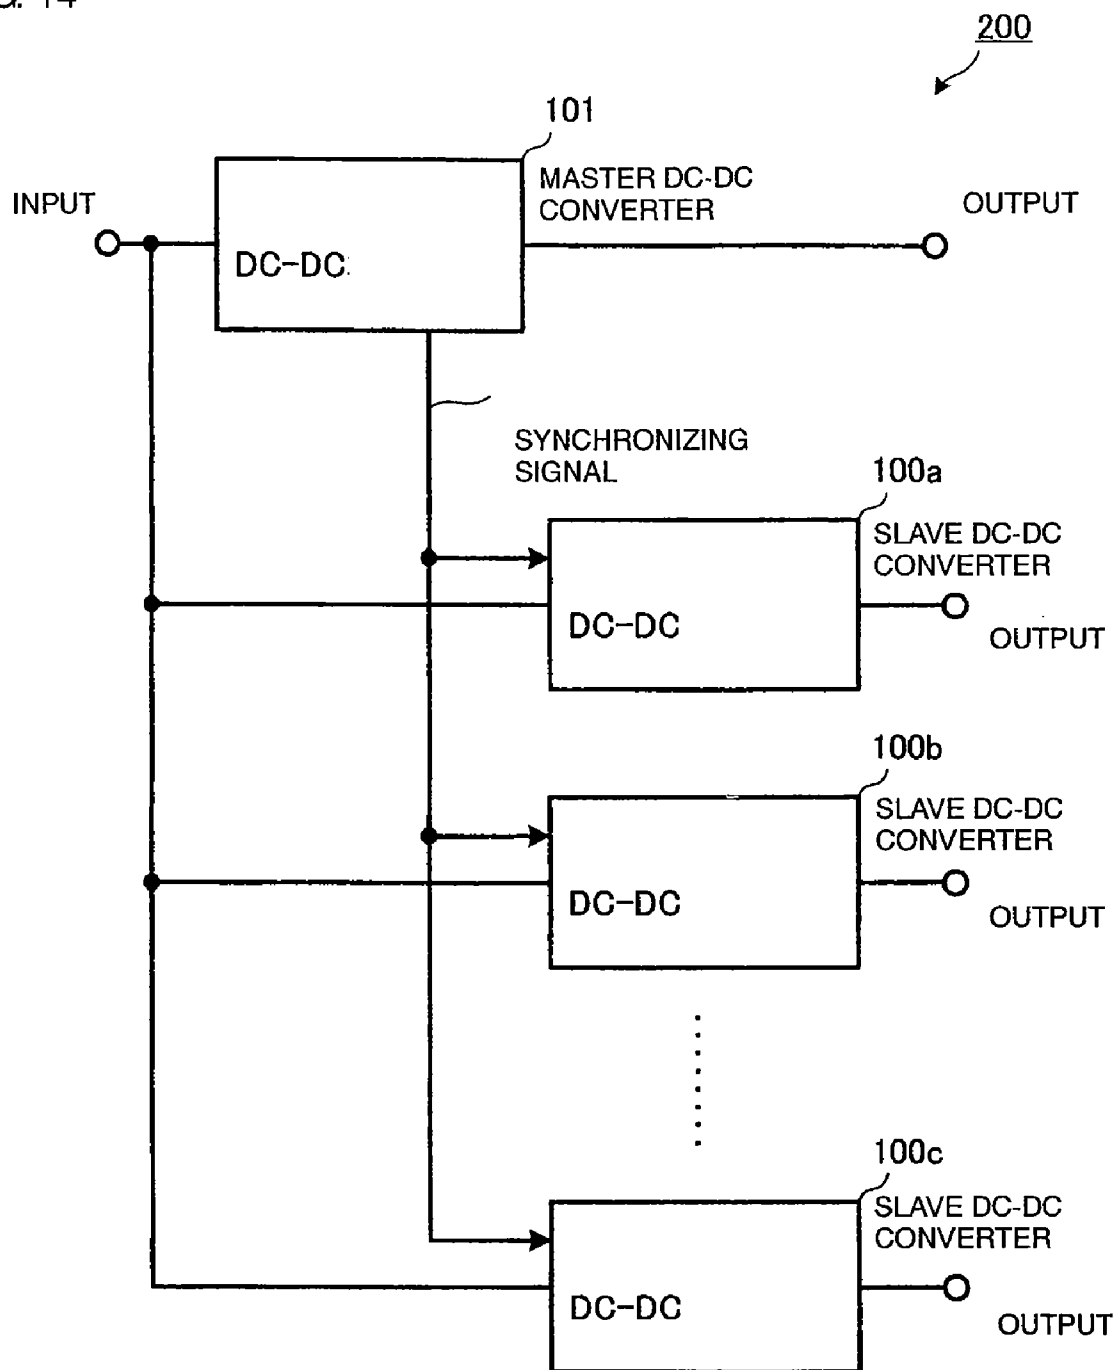 14
200
101
MASTER DC-DC
CONVERTER
INPUT
OUTPUT
DC-DC
SYNCHRONIZING
SIGNAL
100a
SLAVE DC-DC
CONVERTER
DC-DC
OUTPUT
100b
SLAVE DC-DC
CONVERTER
DC-DC
OUTPUT
100c
SLAVE DC-DC
CONVERTER
DC-DC
OUTPUT